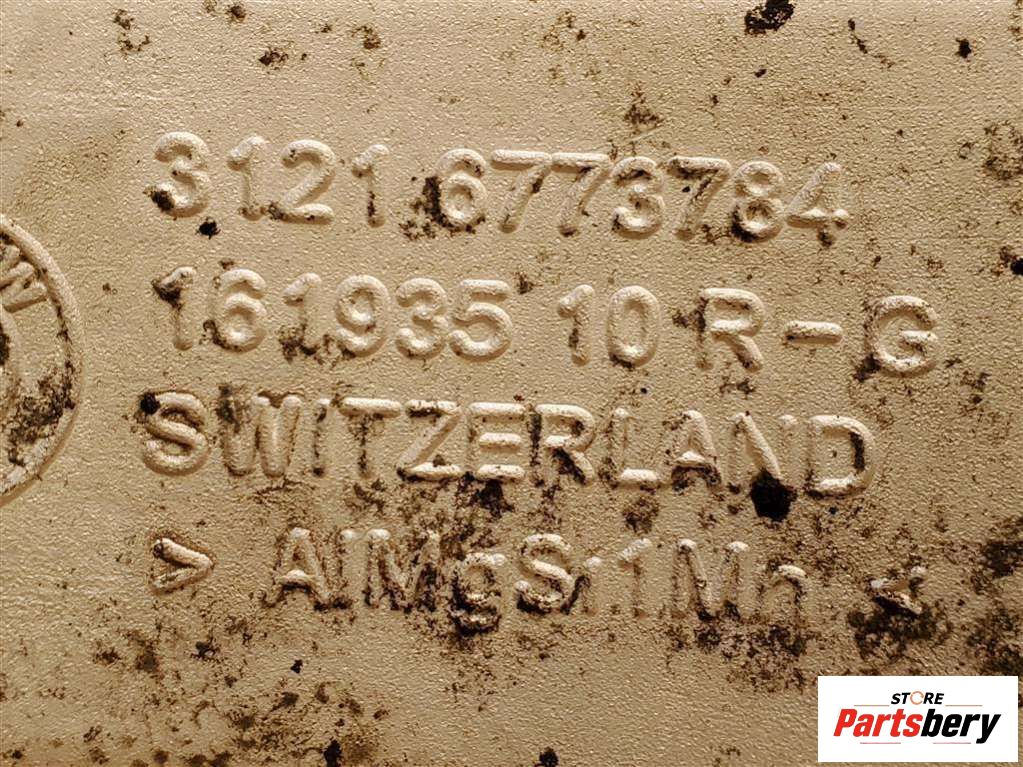 3121 6773784
161935 10 R-G
SWITZERLAND
> AlMgSi1Mn <
STORE
Partsbery